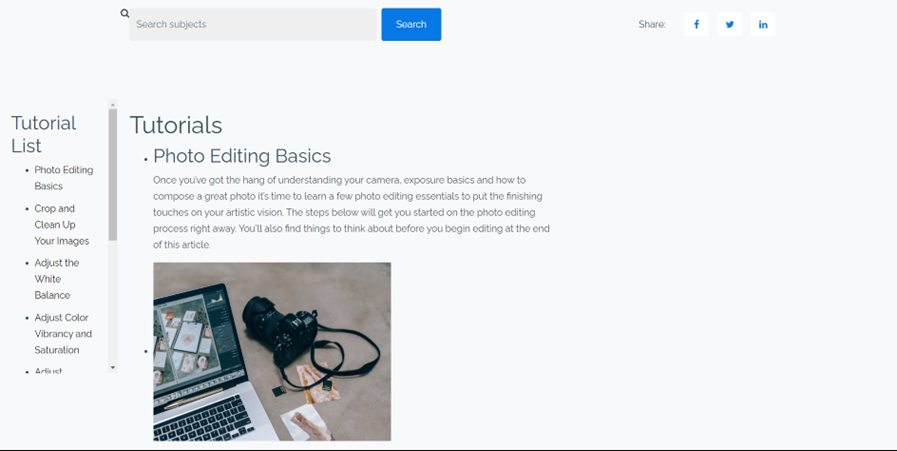 Search subjects
Search
Share:
Tutorial
List
Photo Editing
Basics
Crop and
Clean Up
Your Images
Adjust the
White
Balance
Adjust Color
Vibrancy and
Saturation
Adjust
Tutorials
Photo Editing Basics
Once you've got the hang of understanding your camera, exposure basics and how to
compose a great photo it's time to learn a few photo editing essentials to put the finishing
touches on your artistic vision. The steps below will get you started on the photo editing
process right away. You'll also find things to think about before you begin editing at the end
of this article.